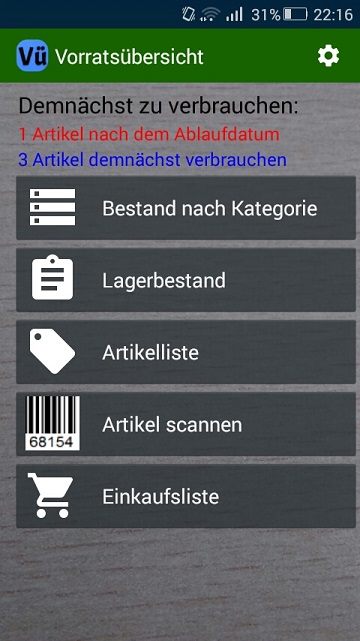 31% 22:16
Vü Vorratsübersicht
Demnächst zu verbrauchen:
1 Artikel nach dem Ablaufdatum
3 Artikel demnächst verbrauchen
Bestand nach Kategorie
Lagerbestand
Artikelliste
68154 Artikel scannen
Einkaufsliste